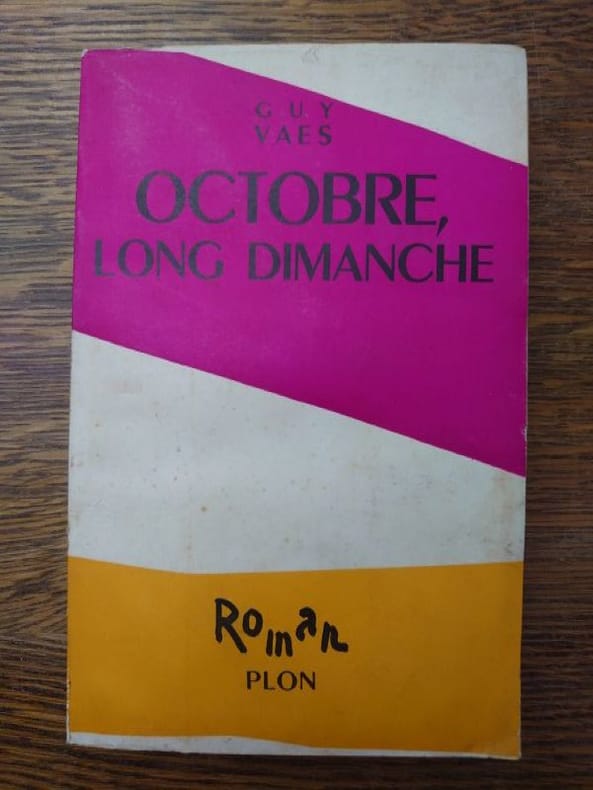 GUY
VAES
OCTOBRE,
LONG DIMANCHE
Roman
PLON